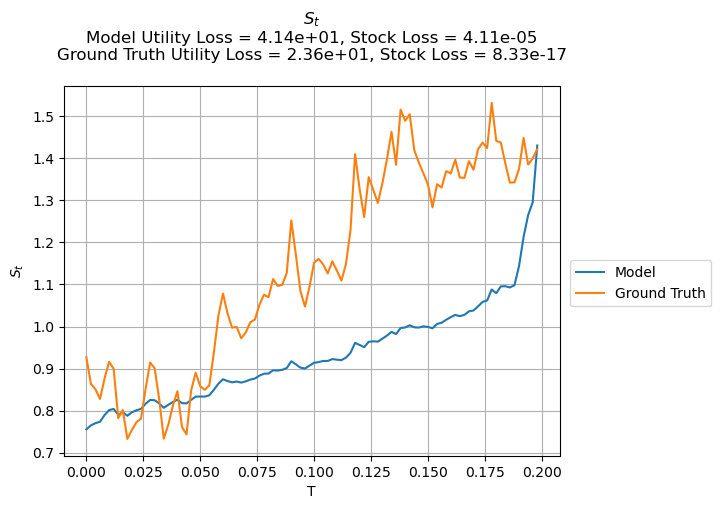 S_t
Model Utility Loss = 4.14e+01, Stock Loss = 4.11e-05
Ground Truth Utility Loss = 2.36e+01, Stock Loss = 8.33e-17
1.5
1.4
1.3
1.2
1.1
1.0
0.9
0.8
0.7
S_t
0.000 0.025 0.050 0.075 0.100 0.125 0.150 0.175 0.200
T
Model
Ground Truth